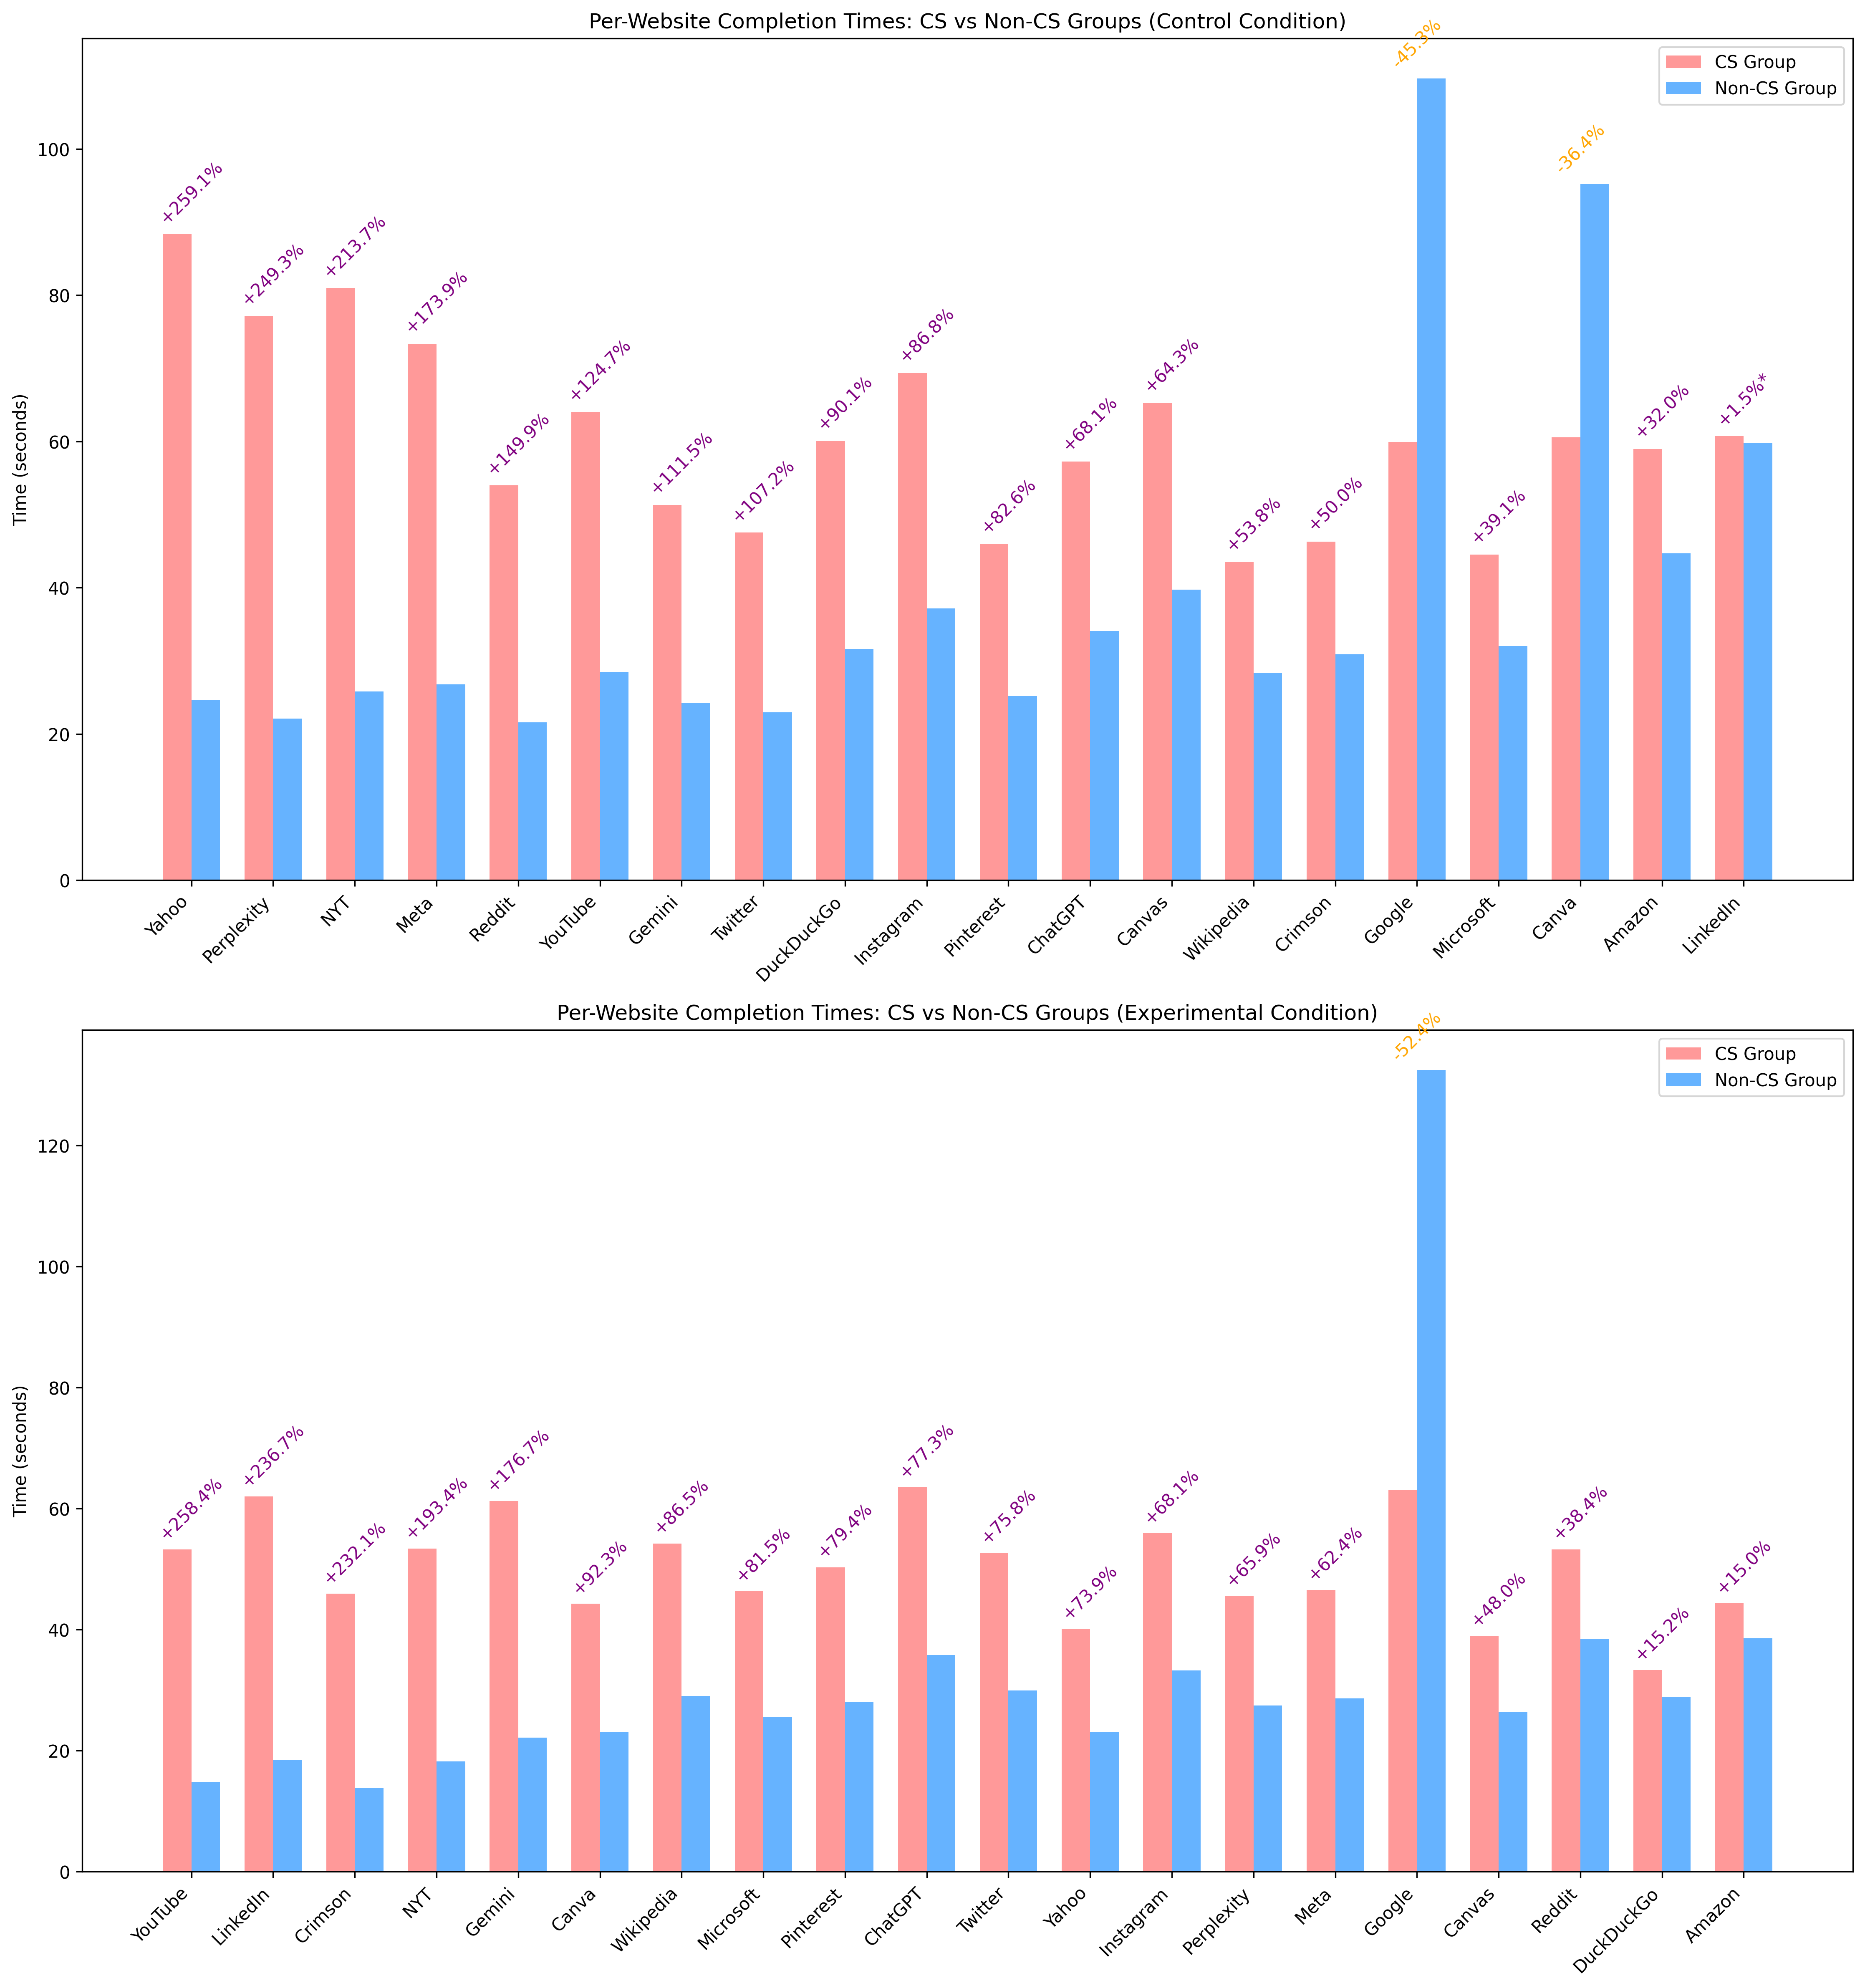 Per-Website Completion Times: CS vs Non-CS Groups (Control Condition)
-45.3%
CS Group
Non-CS Group
-36.4%
+259.1%
+249.3%
+213.7%
+173.9%
+149.9%
+124.7%
+111.5%
+107.2%
+90.1%
+86.8%
+82.6%
+68.1%
+64.3%
+53.8%
+50.0%
+39.1%
+32.0%
+1.5%*
Time (seconds)
100
80
60
40
20
0
Yahoo
Perplexity
NYT
Meta
Reddit
YouTube
Gemini
Twitter
DuckDuckGo
Instagram
Pinterest
ChatGPT
Canvas
Wikipedia
Crimson
Google
Microsoft
Canva
Amazon
LinkedIn
Per-Website Completion Times: CS vs Non-CS Groups (Experimental Condition)
-52.4%
CS Group
Non-CS Group
+258.4%
+236.7%
+232.1%
+193.4%
+176.7%
+92.3%
+86.5%
+81.5%
+79.4%
+77.3%
+75.8%
+73.9%
+68.1%
+65.9%
+62.4%
+48.0%
+38.4%
+15.2%
+15.0%
Time (seconds)
120
100
80
60
40
20
0
YouTube
LinkedIn
Crimson
NYT
Gemini
Canva
Wikipedia
Microsoft
Pinterest
ChatGPT
Twitter
Yahoo
Instagram
Perplexity
Meta
Google
Canvas
Reddit
DuckDuckGo
Amazon